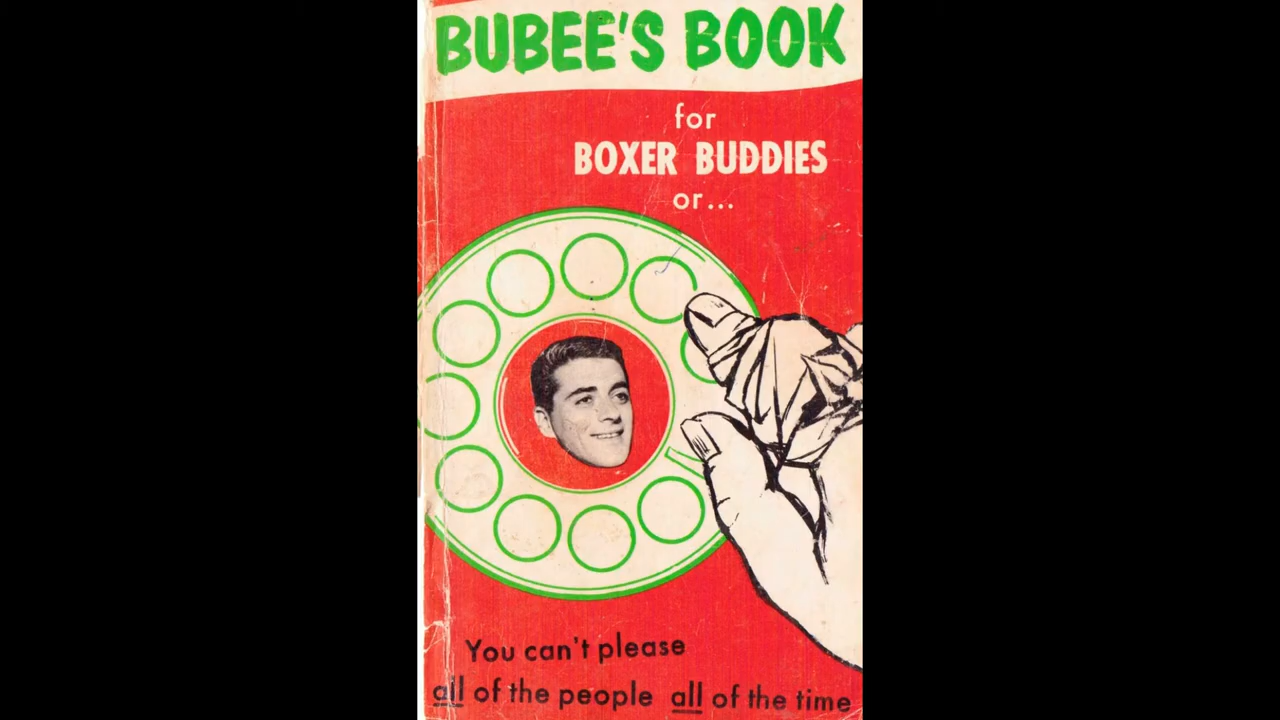 BUBEE'S BOOK
for
BOXER BUDDIES
or...
You can't please
all of the people all of the time